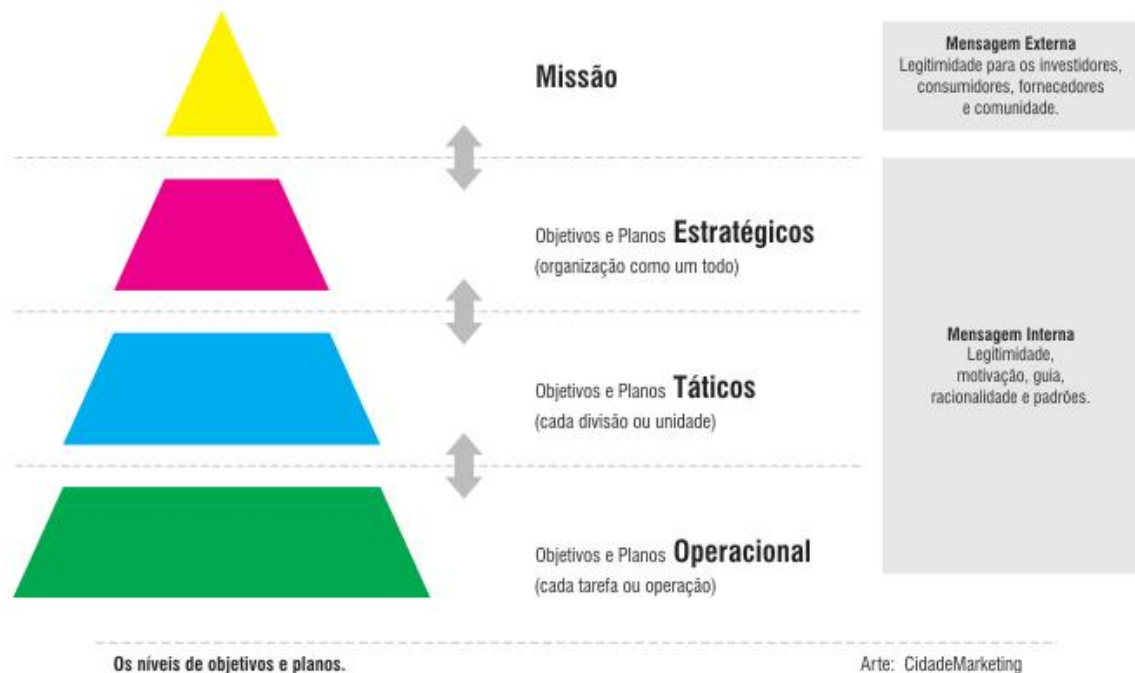 Missão
Mensagem Externa
Legitimidade para os investidores,
consumidores, fornecedores
e comunidade.
Objetivos e Planos Estratégicos
(organização como um todo)
Objetivos e Planos Táticos
(cada divisão ou unidade)
Mensagem Interna
Legitimidade,
motivação, guia,
racionalidade e padrões.
Objetivos e Planos Operacional
(cada tarefa ou operação)
Os níveis de objetivos e planos.
Arte: CidadeMarketing